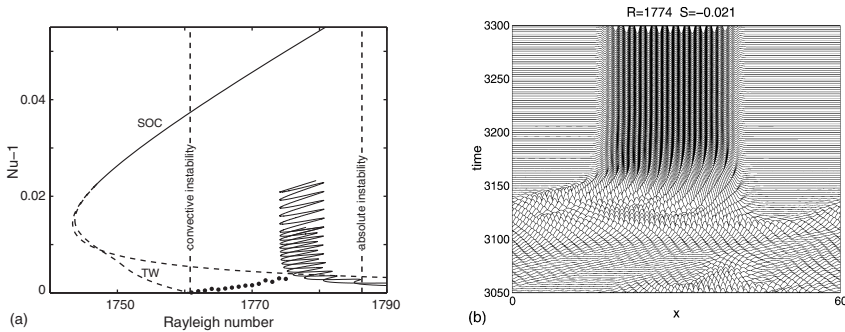 0.04
0.02
0
Nu−1
SOC
TW
convective instability
absolute instability
1750
1770
1790
Rayleigh number
(a)
R=1774 S=−0.021
3300
3250
3200
3150
3100
3050
time
0
60
x
(b)